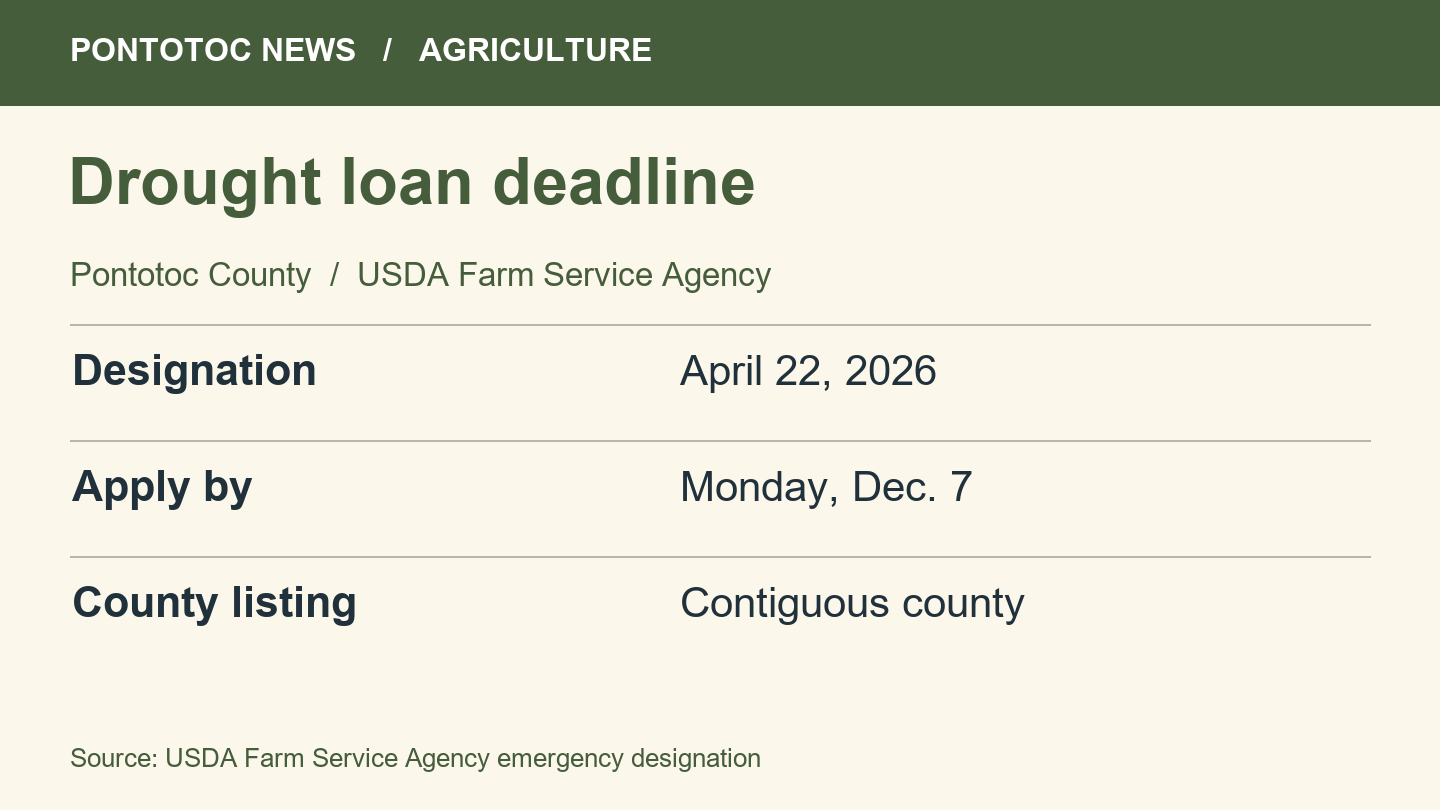 PONTOTOC NEWS / AGRICULTURE
Drought loan deadline
Pontotoc County / USDA Farm Service Agency
Designation April 22, 2026
Apply by Monday, Dec. 7
County listing Contiguous county
Source: USDA Farm Service Agency emergency designation